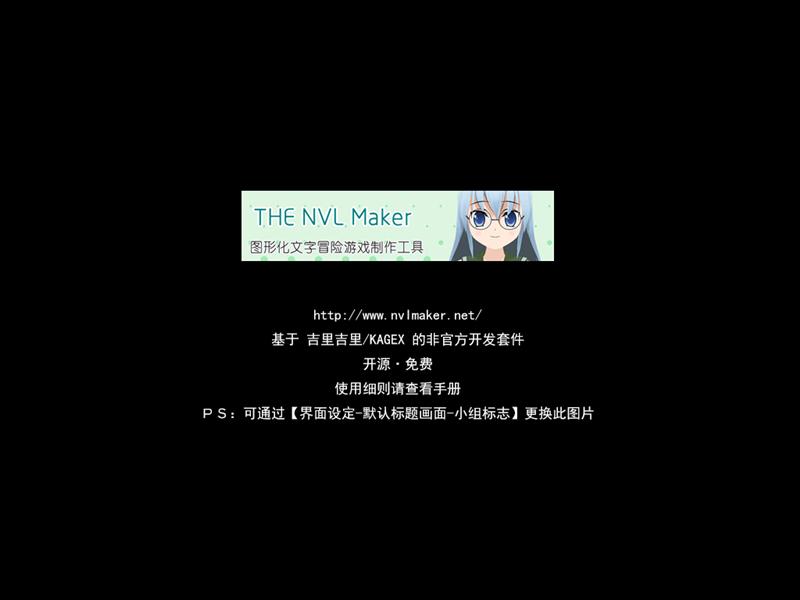 THE NVL Maker
图形化文字冒险游戏制作工具
http://www.nvlmaker.net/
基于 吉里吉里/KAGEX 的非官方开发套件
开源·免费
使用细则请查看手册
ＰＳ：可通过【界面设定-默认标题画面-小组标志】更换此图片